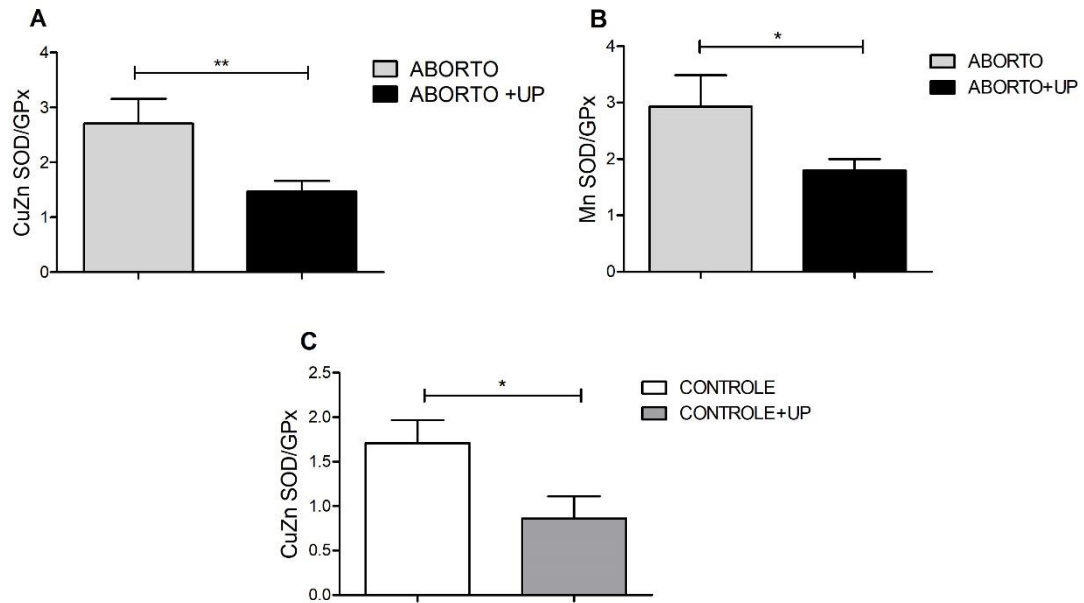 A
CuZn SOD/GPx
4
3
2
1
0
**
ABORTO
ABORTO +UP
B
Mn SOD/GPx
4
3
2
1
0
*
ABORTO
ABORTO+UP
C
CuZn SOD/GPx
2.5
2.0
1.5
1.0
0.5
0.0
*
CONTROLE
CONTROLE+UP